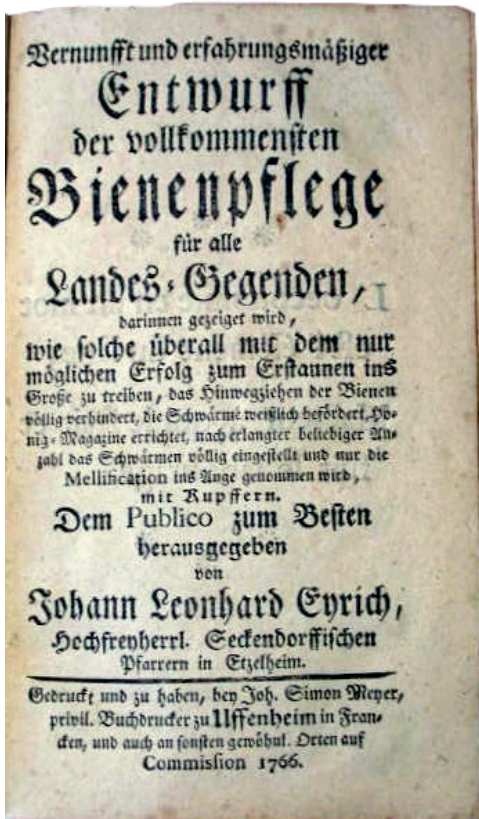 Vernunfft und erfahrungsmäßiger
Entwurff
der vollkommensten
Bienenpflege
für alle
Landes-Gegenden,
darinnen gezeiget wird,
wie solche überall mit dem nur
möglichen Erfolg zum Erstaunen ins
Große zu treiben, das Hinwegziehen der Bienen
völlig verhindert, die Schwärme weißlich befördert, Ho-
nig-Magazine errichtet, nach erlangter beliebiger An-
zahl das Schwärmen völlig eingestellt und nur die
Mellification ins Auge genommen wird,
mit Kupffern.
Dem Publico zum Besten
herausgegeben
von
Johann Leonhard Eyrich,
Hochfreyherrl. Seckendorffischen
Pfarrern in Etzelheim.
Gedruckt und zu haben, bey Joh. Simon Meyer,
privil. Buchdrucker zu Uffenheim in Fran-
cken, und auch an sonsten gewöhnl. Orten auf
Commission 1766.